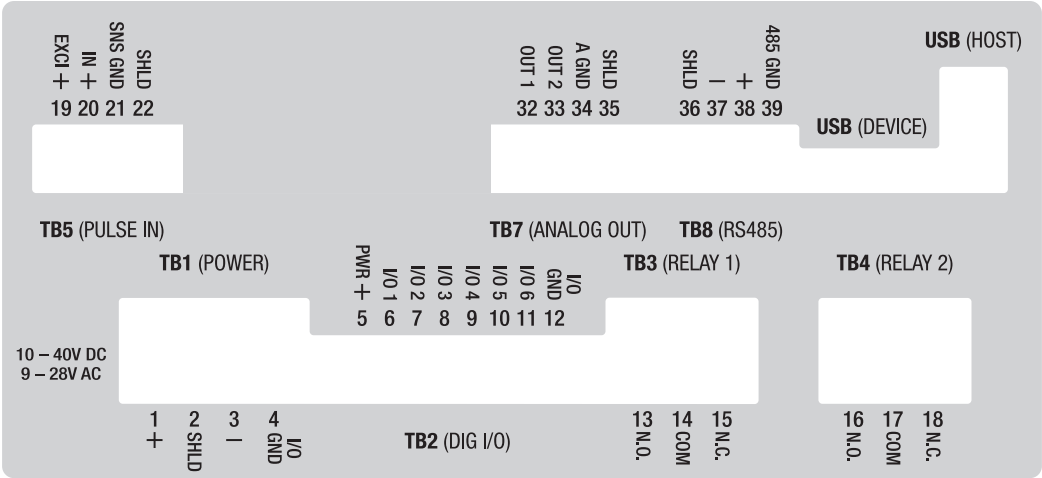 USB (HOST)
EXCI +
IN +
SNS GND
SHLD
OUT 1
OUT 2
A GND
SHLD
SHLD
–
+
485 GND
19 20 21 22
32 33 34 35
36 37 38 39
USB (DEVICE)
TB5 (PULSE IN)
TB7 (ANALOG OUT)
TB8 (RS485)
TB1 (POWER)
PWR +
I/O 1
I/O 2
I/O 3
I/O 4
I/O 5
I/O 6
I/O
GND
TB3 (RELAY 1)
TB4 (RELAY 2)
5 6 7 8 9 10 11 12
10 – 40V DC
9 – 28V AC
1 2 3 4
+
SHLD
–
I/O
GND
TB2 (DIG I/O)
13 14 15
N.O.
COM
N.C.
16 17 18
N.O.
COM
N.C.